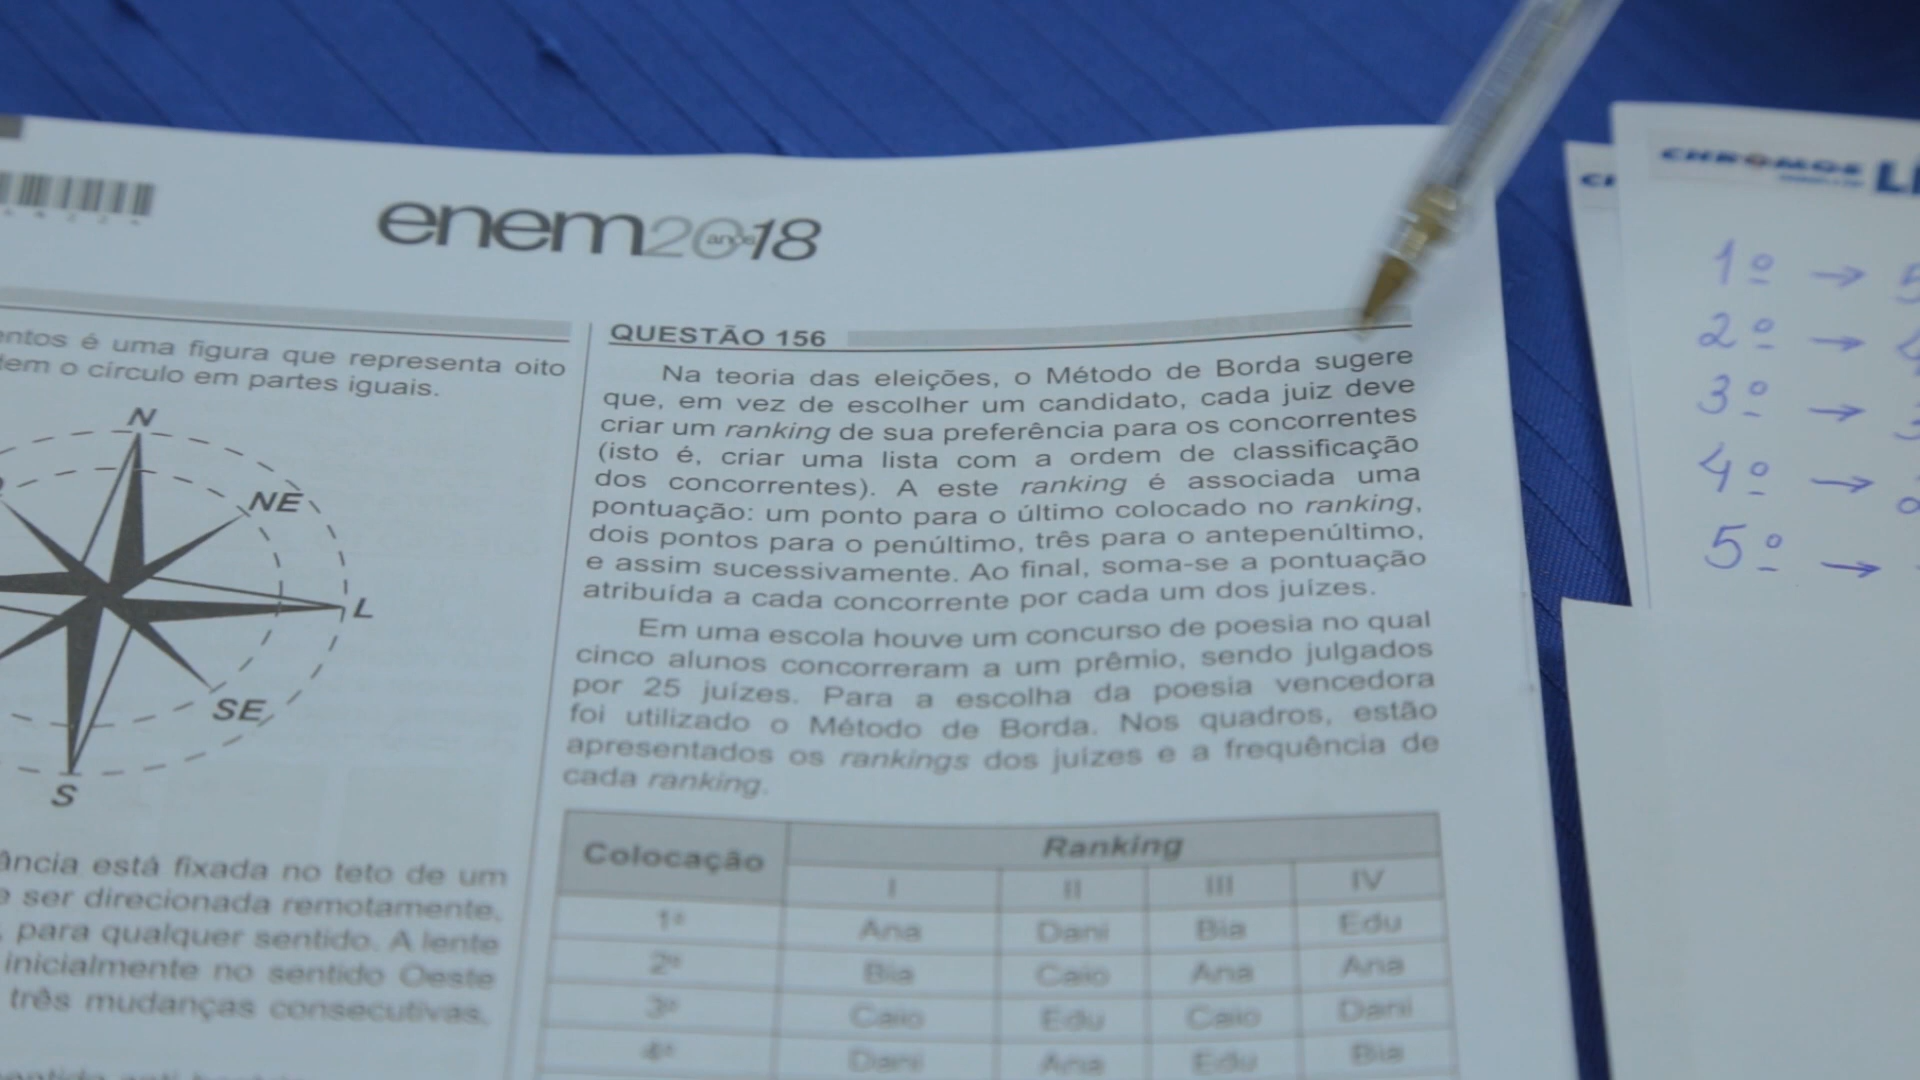 enem2018
anos
entos é uma figura que representa oito
dem o círculo em partes iguais.
N
NE
L
SE
S
ância está fixada no teto de um
e ser direcionada remotamente,
, para qualquer sentido. A lente
inicialmente no sentido Oeste
três mudanças consecutivas,
QUESTÃO 156
Na teoria das eleições, o Método de Borda sugere
que, em vez de escolher um candidato, cada juiz deve
criar um ranking de sua preferência para os concorrentes
(isto é, criar uma lista com a ordem de classificação
dos concorrentes). A este ranking é associada uma
pontuação: um ponto para o último colocado no ranking,
dois pontos para o penúltimo, três para o antepenúltimo,
e assim sucessivamente. Ao final, soma-se a pontuação
atribuída a cada concorrente por cada um dos juízes.
Em uma escola houve um concurso de poesia no qual
cinco alunos concorreram a um prêmio, sendo julgados
por 25 juízes. Para a escolha da poesia vencedora
foi utilizado o Método de Borda. Nos quadros, estão
apresentados os rankings dos juízes e a frequência de
cada ranking.
Colocação Ranking
I II III IV
1º Ana Dani Bia Edu
2º Bia Caio Ana Ana
3º Caio Edu Caio Dani
4º Dani Ana Edu Bia
CHROMOS
1º → 5
2º → 4
3º → 3
4º → 2
5º →